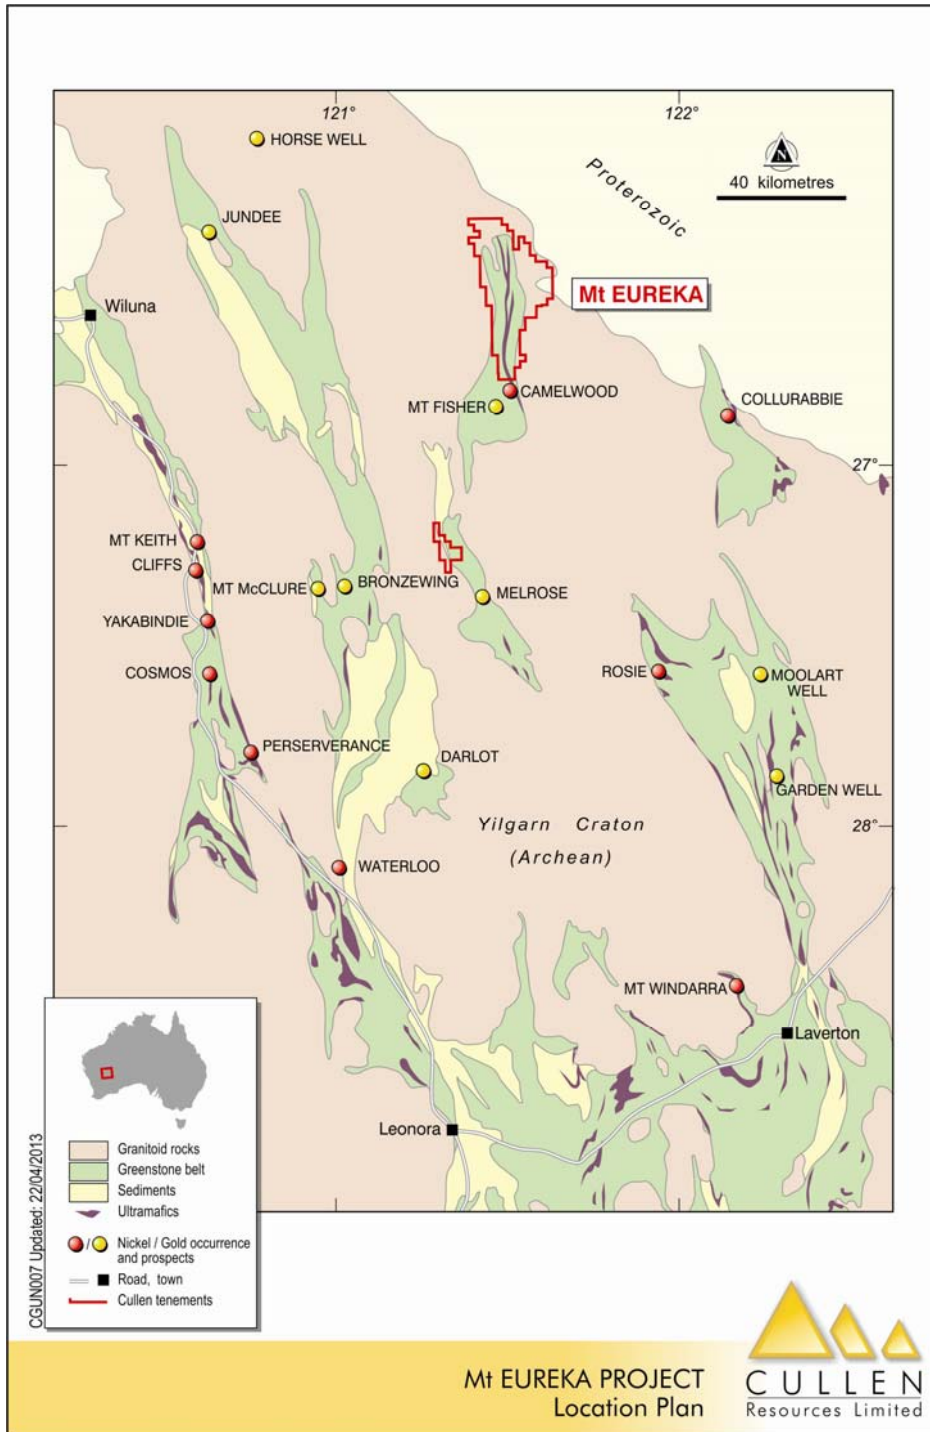 121°
122°
HORSE WELL
N
40 kilometres
Proterozoic
JUNDEE
Mt EUREKA
Wiluna
CAMELWOOD
MT FISHER
COLLURABBIE
27°
MT KEITH
CLIFFS
MT McCLURE
BRONZEWING
MELROSE
YAKABINDIE
COSMOS
ROSIE
MOOLART
WELL
PERSERVERANCE
DARLOT
GARDEN WELL
Yilgarn Craton
(Archean)
28°
WATERLOO
MT WINDARRA
Laverton
Leonora
Granitoid rocks
Greenstone belt
Sediments
Ultramafics
/ Nickel / Gold occurrence
and prospects
Road, town
Cullen tenements
CGUN007 Updated: 22/04/2013
Mt EUREKA PROJECT
Location Plan
CULLEN
Resources Limited